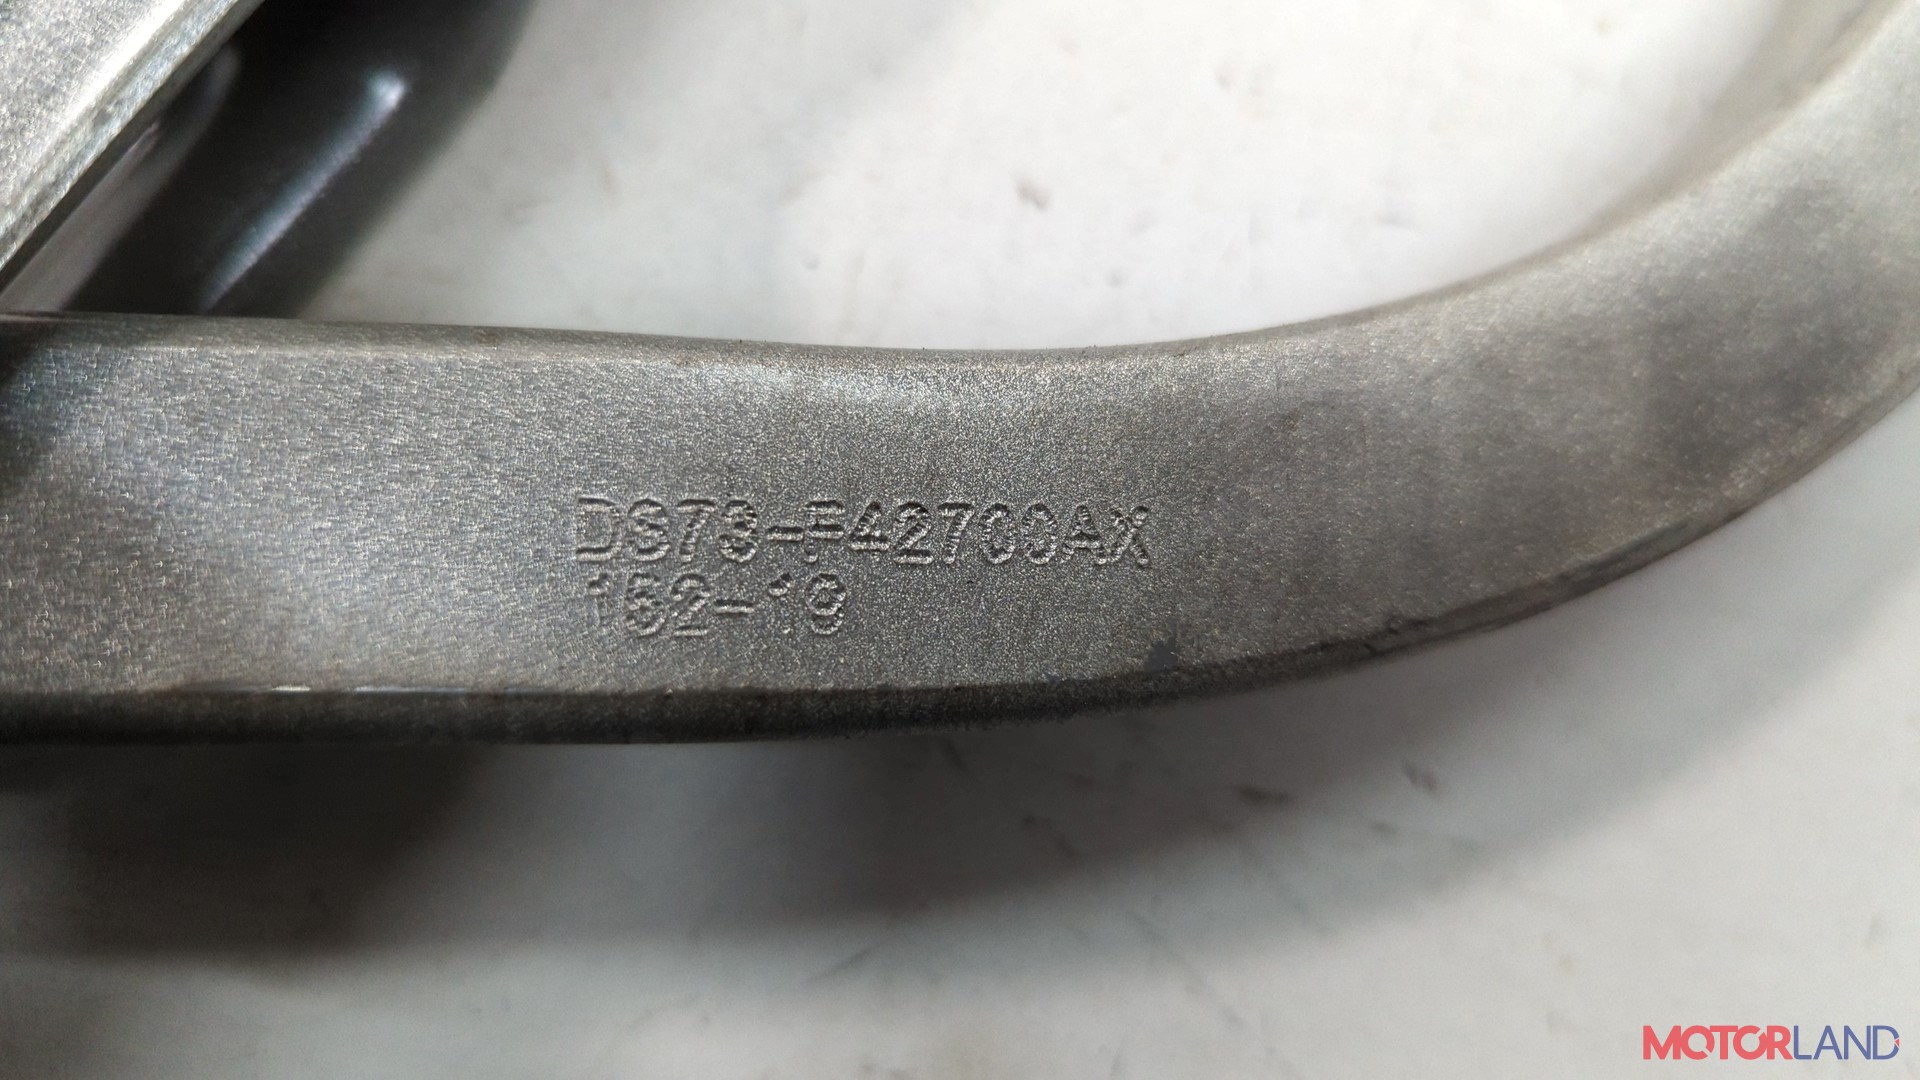 DS73-F42700AX
152-19
MOTORLAND